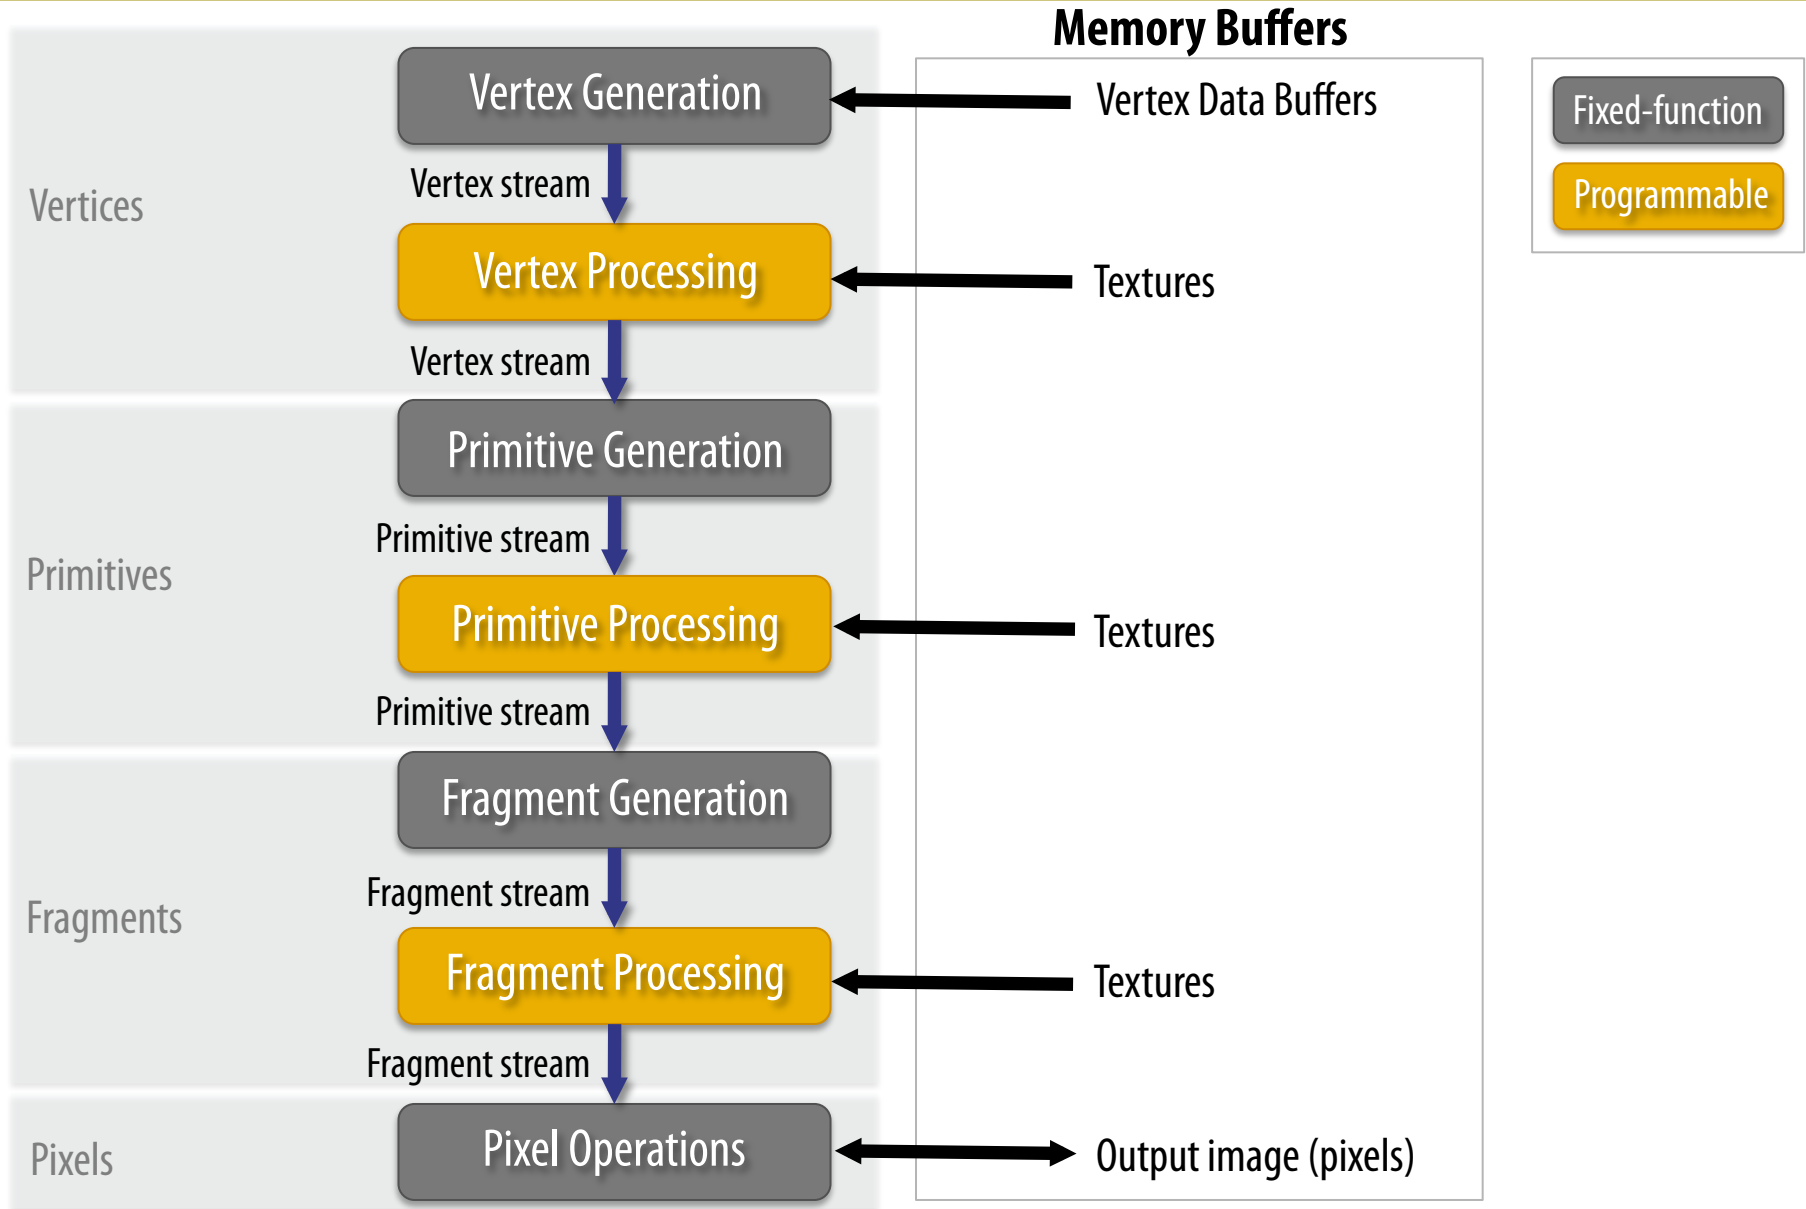 Memory Buffers
Vertex Generation
Vertex Data Buffers
Fixed-function
Vertex stream
Programmable
Vertices
Vertex Processing
Textures
Vertex stream
Primitive Generation
Primitive stream
Primitives
Primitive Processing
Textures
Primitive stream
Fragment Generation
Fragment stream
Fragments
Fragment Processing
Textures
Fragment stream
Pixels
Pixel Operations
Output image (pixels)